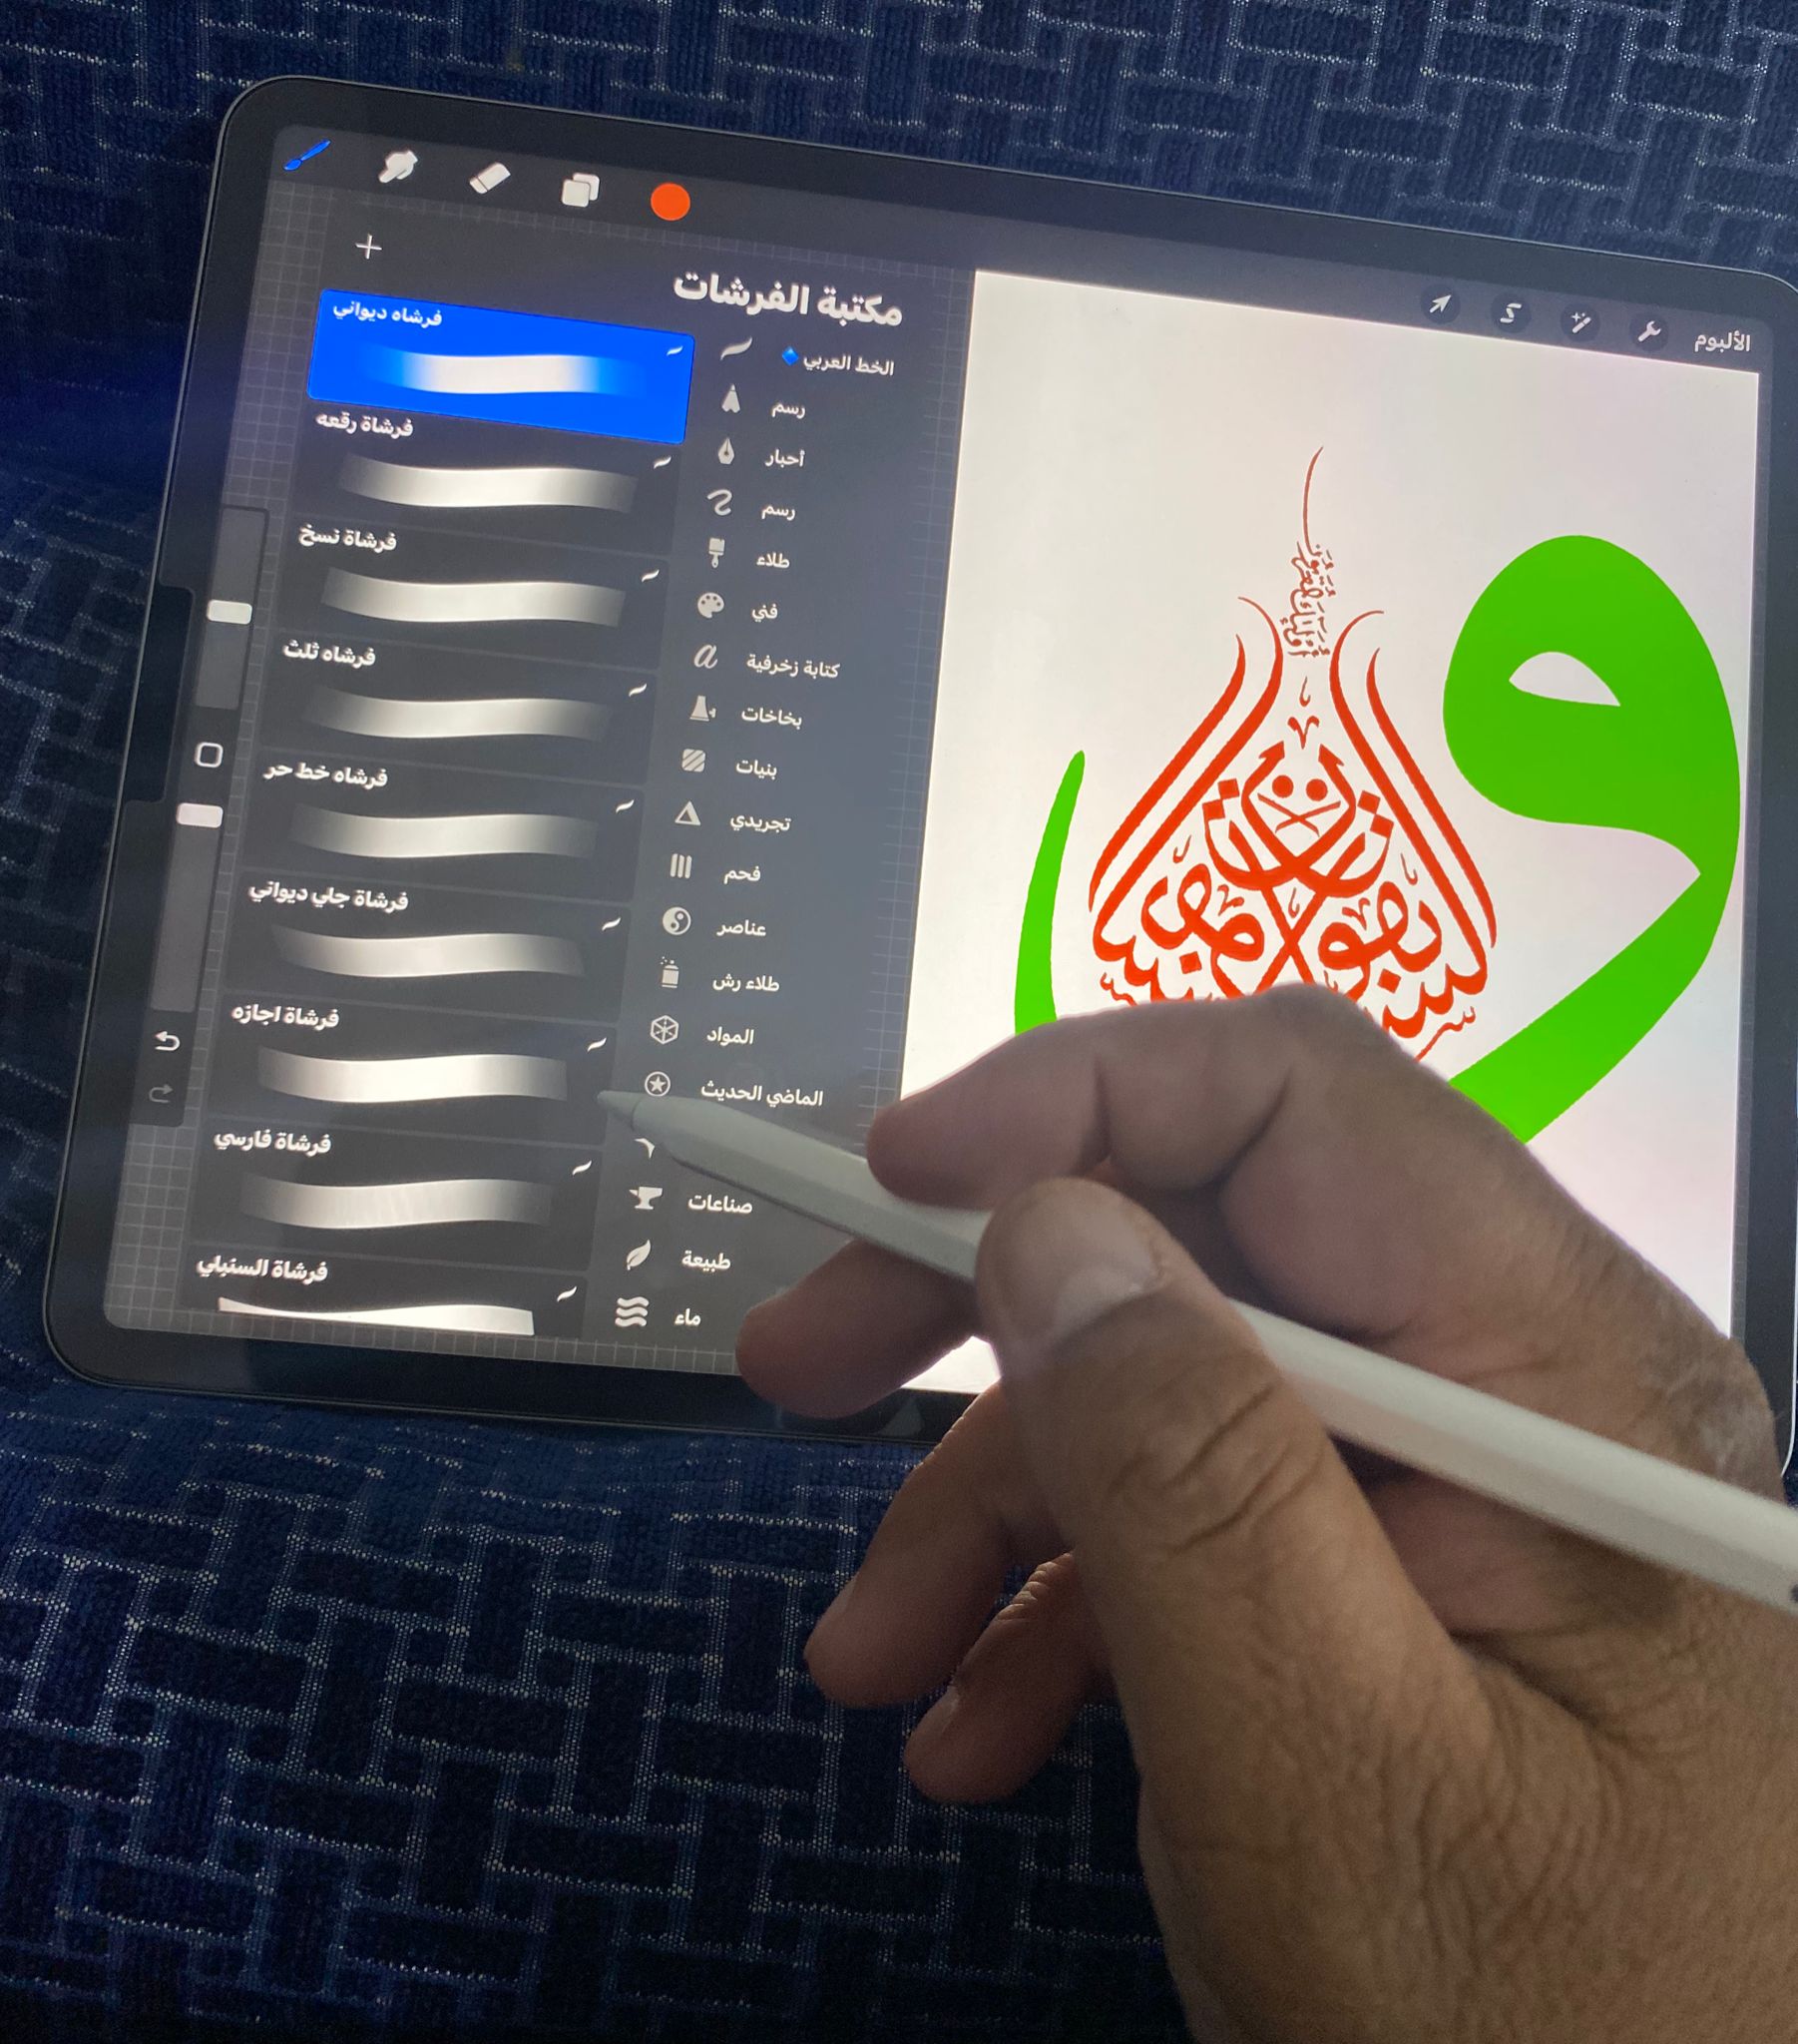 الألبوم
مكتبة الفرشات
الخط العربي
رسم
أحبار
رسم
طلاء
فني
كتابة زخرفية
بخاخات
بنيات
تجريدي
فحم
عناصر
طلاء رش
المواد
الماضي الحديث
صناعات
طبيعة
ماء
فرشاه ديواني
فرشاة رقعه
فرشاة نسخ
فرشاه ثلث
فرشاه خط حر
فرشاة جلي ديواني
فرشاة اجازه
فرشاة فارسي
فرشاة السنبلي
و